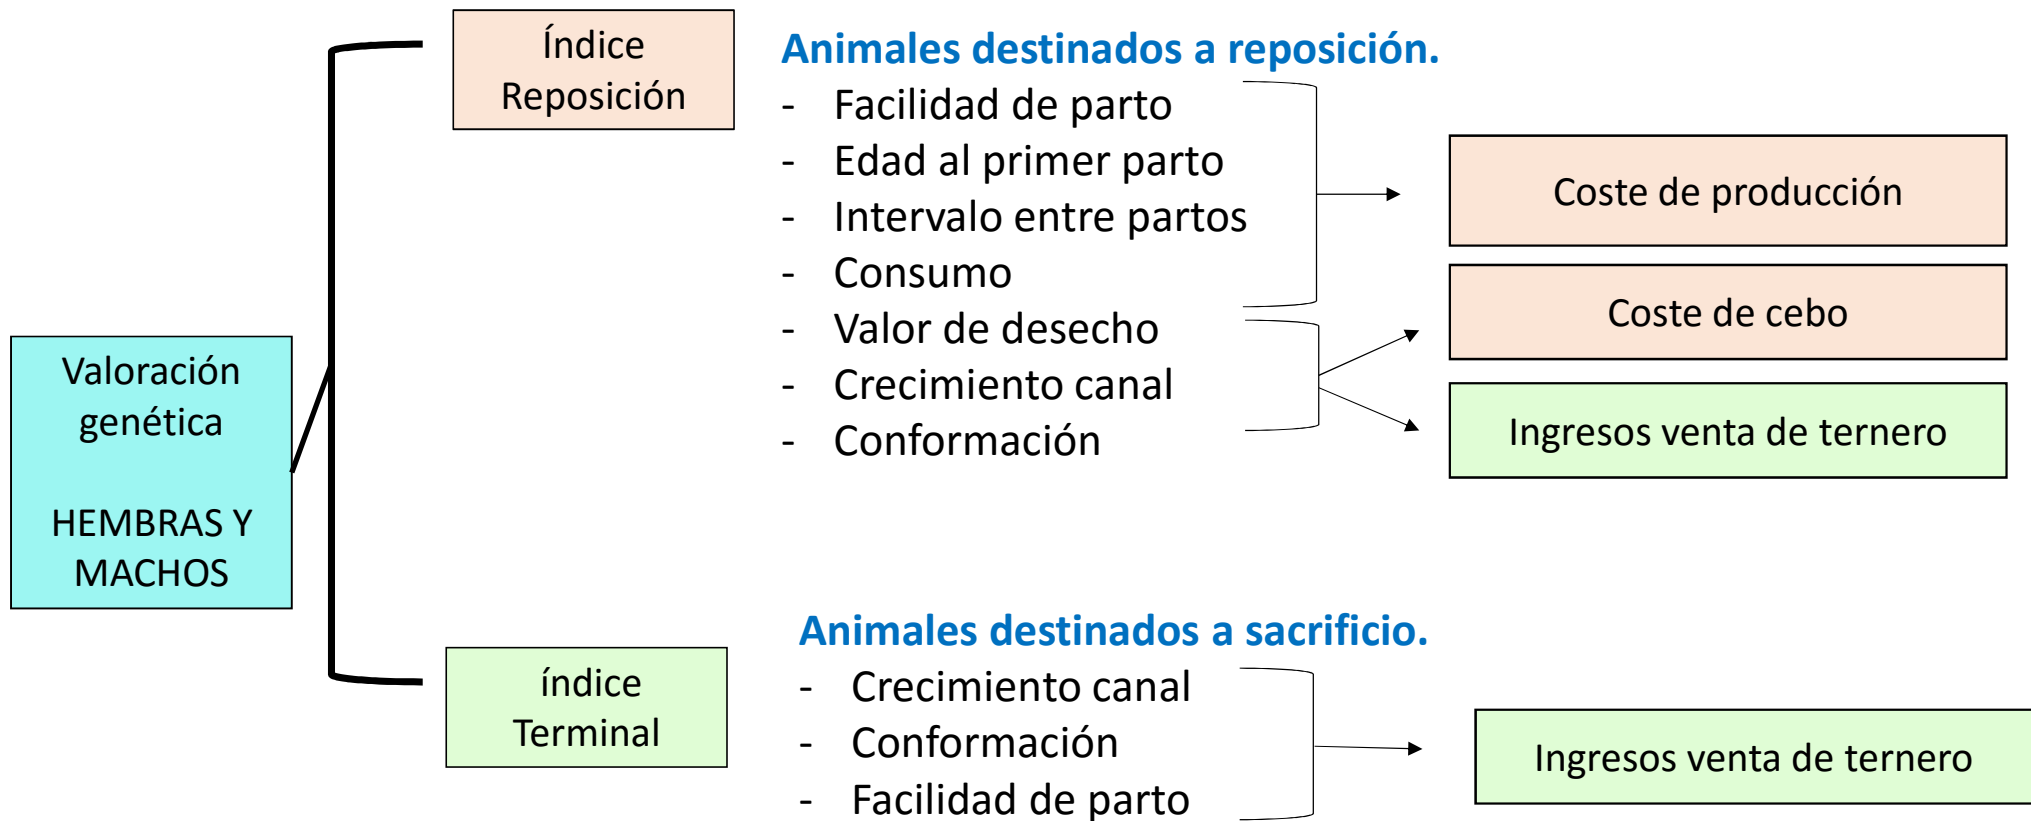 Valoración
genética
HEMBRAS Y
MACHOS
Índice
Reposición
Animales destinados a reposición.
- Facilidad de parto
- Edad al primer parto
- Intervalo entre partos
- Consumo
- Valor de desecho
- Crecimiento canal
- Conformación
Coste de producción
Coste de cebo
Ingresos venta de ternero
índice
Terminal
Animales destinados a sacrificio.
- Crecimiento canal
- Conformación
- Facilidad de parto
Ingresos venta de ternero